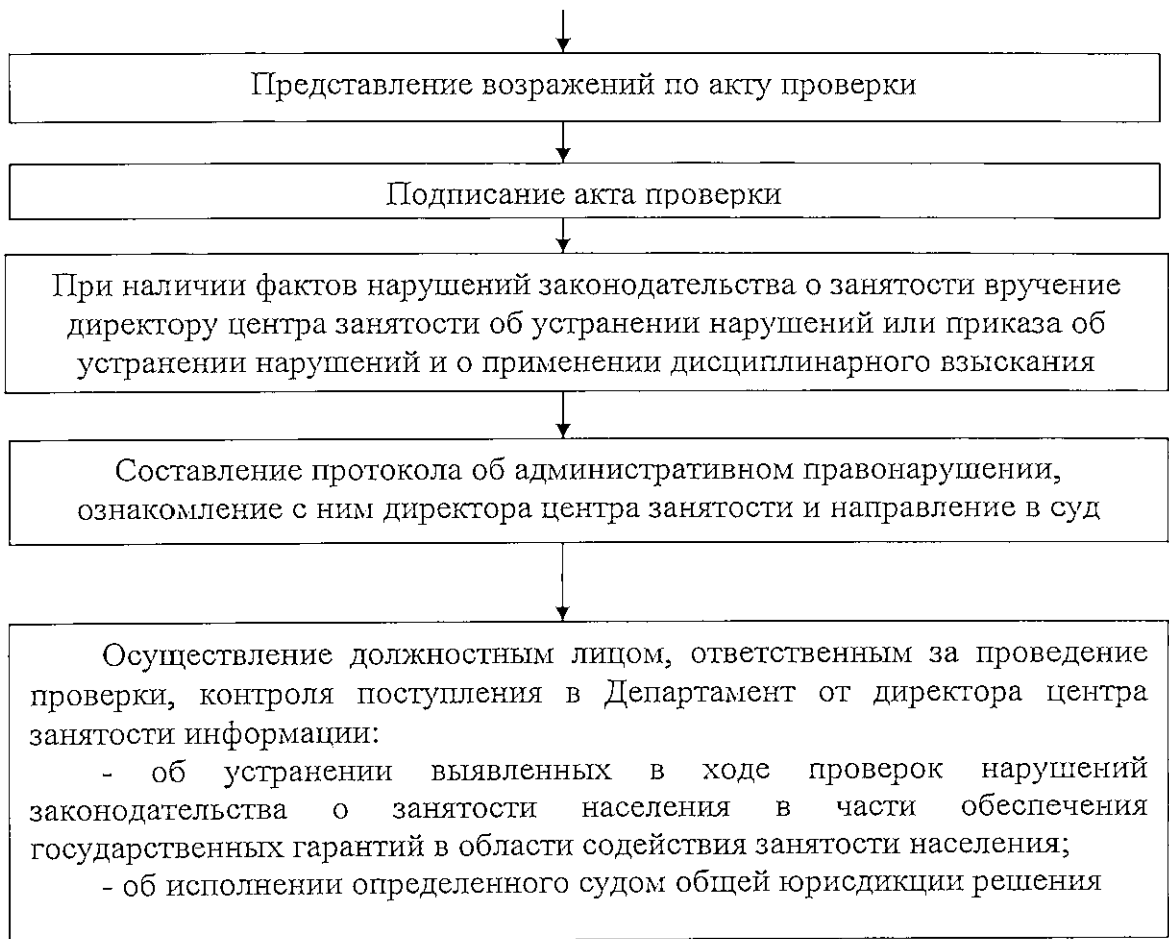 Представление возражений по акту проверки
Подписание акта проверки
При наличии фактов нарушений законодательства о занятости вручение
директору центра занятости об устранении нарушений или приказа об
устранении нарушений и о применении дисциплинарного взыскания
Составление протокола об административном правонарушении,
ознакомление с ним директора центра занятости и направление в суд
Осуществление должностным лицом, ответственным за проведение
проверки, контроля поступления в Департамент от директора центра
занятости информации:
- об устранении выявленных в ходе проверок нарушений
законодательства о занятости населения в части обеспечения
государственных гарантий в области содействия занятости населения;
- об исполнении определенного судом общей юрисдикции решения